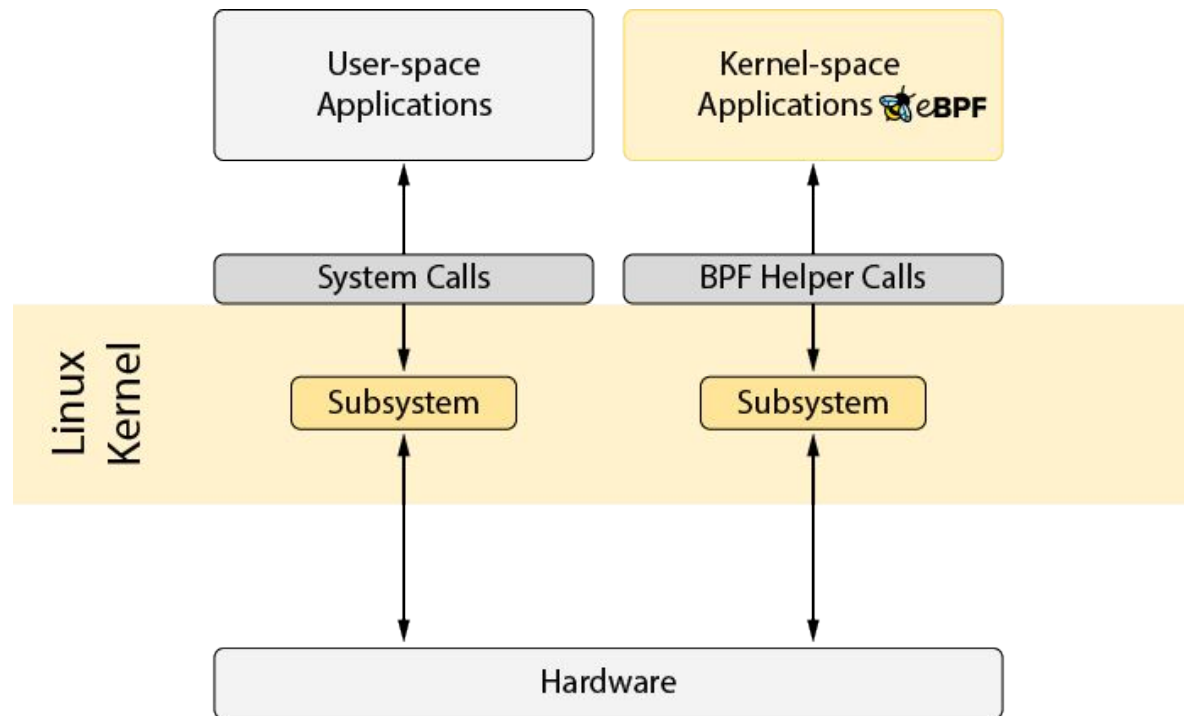 User-space
Applications
Kernel-space
Applications eBPF
System Calls
BPF Helper Calls
Linux
Kernel
Subsystem
Subsystem
Hardware